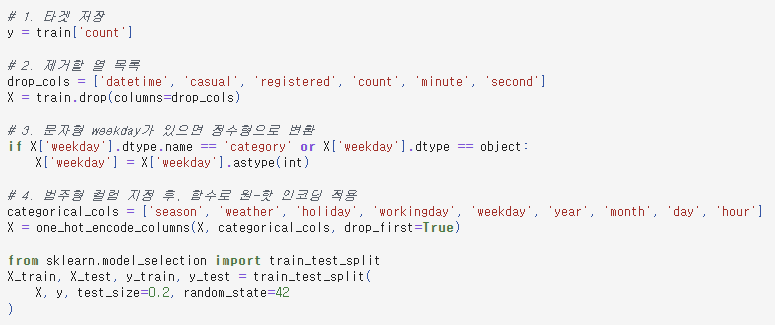 # 1. 타겟 저장
y = train['count']
# 2. 제거할 열 목록
drop_cols = ['datetime', 'casual', 'registered', 'count', 'minute', 'second']
X = train.drop(columns=drop_cols)
# 3. 문자형 weekday가 있으면 정수형으로 변환
if X['weekday'].dtype.name == 'category' or X['weekday'].dtype == object:
    X['weekday'] = X['weekday'].astype(int)
# 4. 범주형 컬럼 지정 후, 함수로 원-핫 인코딩 적용
categorical_cols = ['season', 'weather', 'holiday', 'workingday', 'weekday', 'year', 'month', 'day', 'hour']
X = one_hot_encode_columns(X, categorical_cols, drop_first=True)
from sklearn.model_selection import train_test_split
X_train, X_test, y_train, y_test = train_test_split(
    X, y, test_size=0.2, random_state=42
)